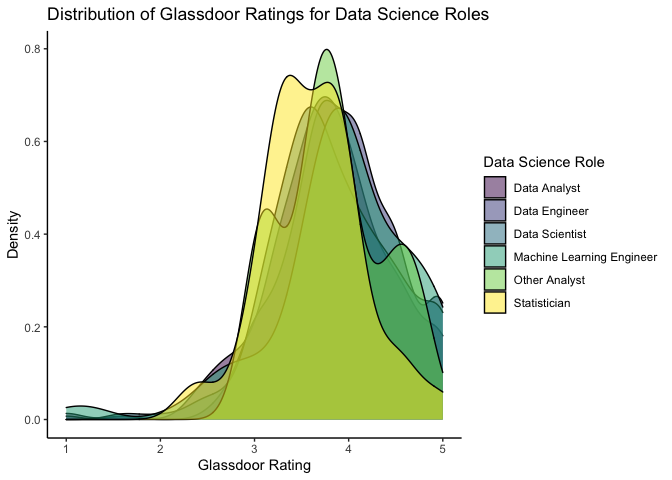 Distribution of Glassdoor Ratings for Data Science Roles
0.8
0.6
0.4
0.2
0.0
Density
1 2 3 4 5
Glassdoor Rating
Data Science Role
Data Analyst
Data Engineer
Data Scientist
Machine Learning Engineer
Other Analyst
Statistician